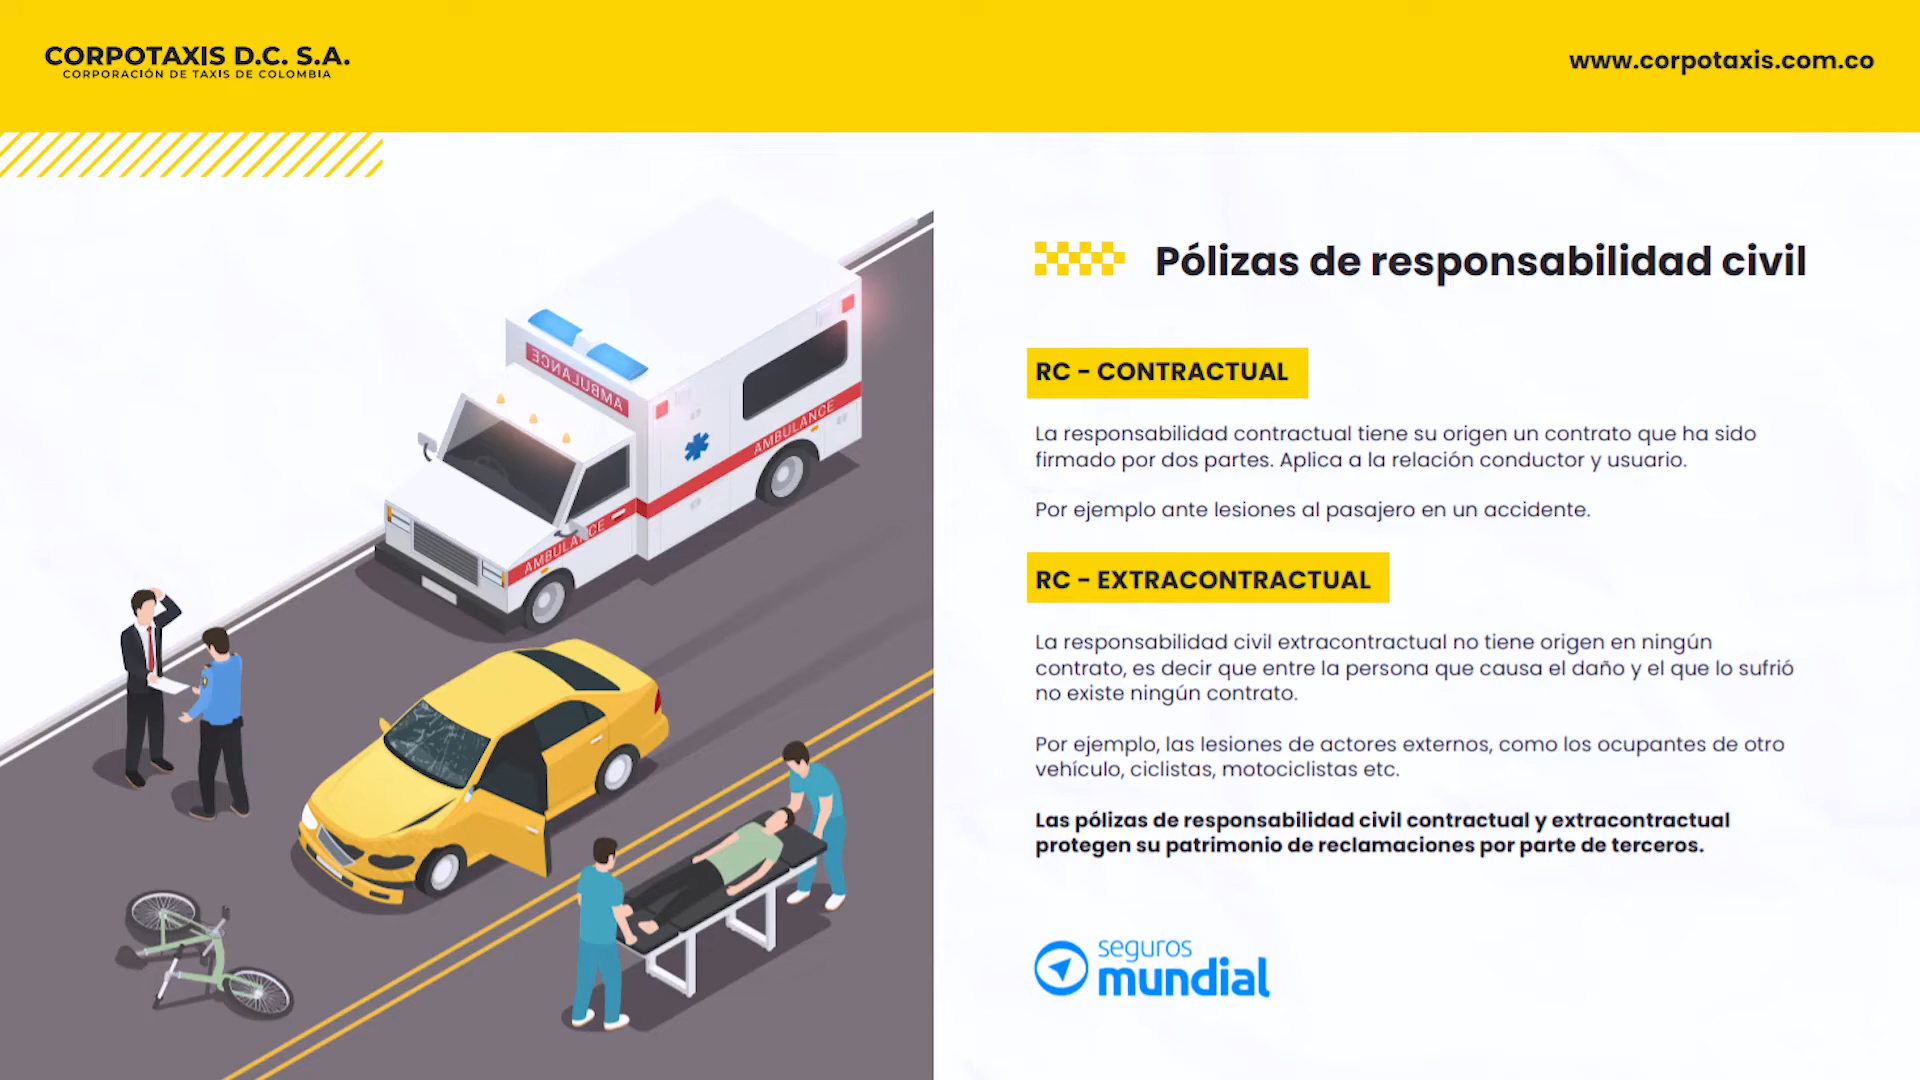 CORPOTAXIS D.C. S.A.
CORPORACIÓN DE TAXIS DE COLOMBIA
www.corpotaxis.com.co
AMBULANCE
AMBULANCE
AMBULANCE
Pólizas de responsabilidad civil
RC - CONTRACTUAL
La responsabilidad contractual tiene su origen un contrato que ha sido
firmado por dos partes. Aplica a la relación conductor y usuario.
Por ejemplo ante lesiones al pasajero en un accidente.
RC - EXTRACONTRACTUAL
La responsabilidad civil extracontractual no tiene origen en ningún
contrato, es decir que entre la persona que causa el daño y el que lo sufrió
no existe ningún contrato.
Por ejemplo, las lesiones de actores externos, como los ocupantes de otro
vehículo, ciclistas, motociclistas etc.
Las pólizas de responsabilidad civil contractual y extracontractual
protegen su patrimonio de reclamaciones por parte de terceros.
seguros
mundial